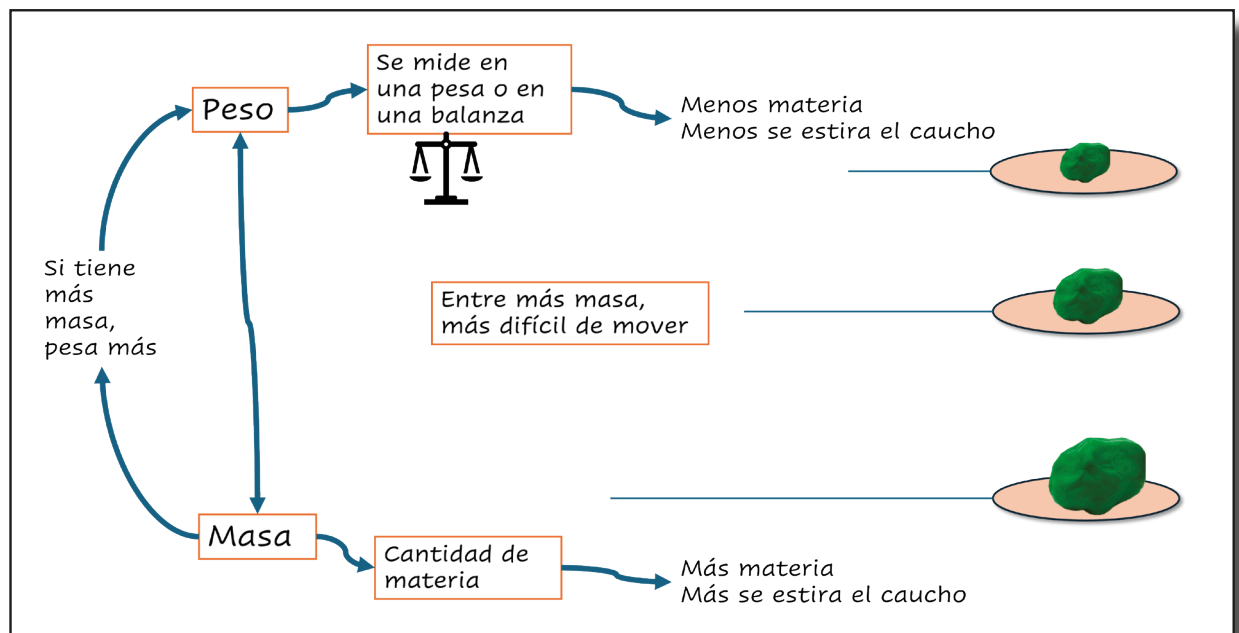 Peso
Se mide en
una pesa o en
una balanza
Menos materia
Menos se estira el caucho
Si tiene
más
masa,
pesa más
Entre más masa,
más difícil de mover
Masa
Cantidad de
materia
Más materia
Más se estira el caucho